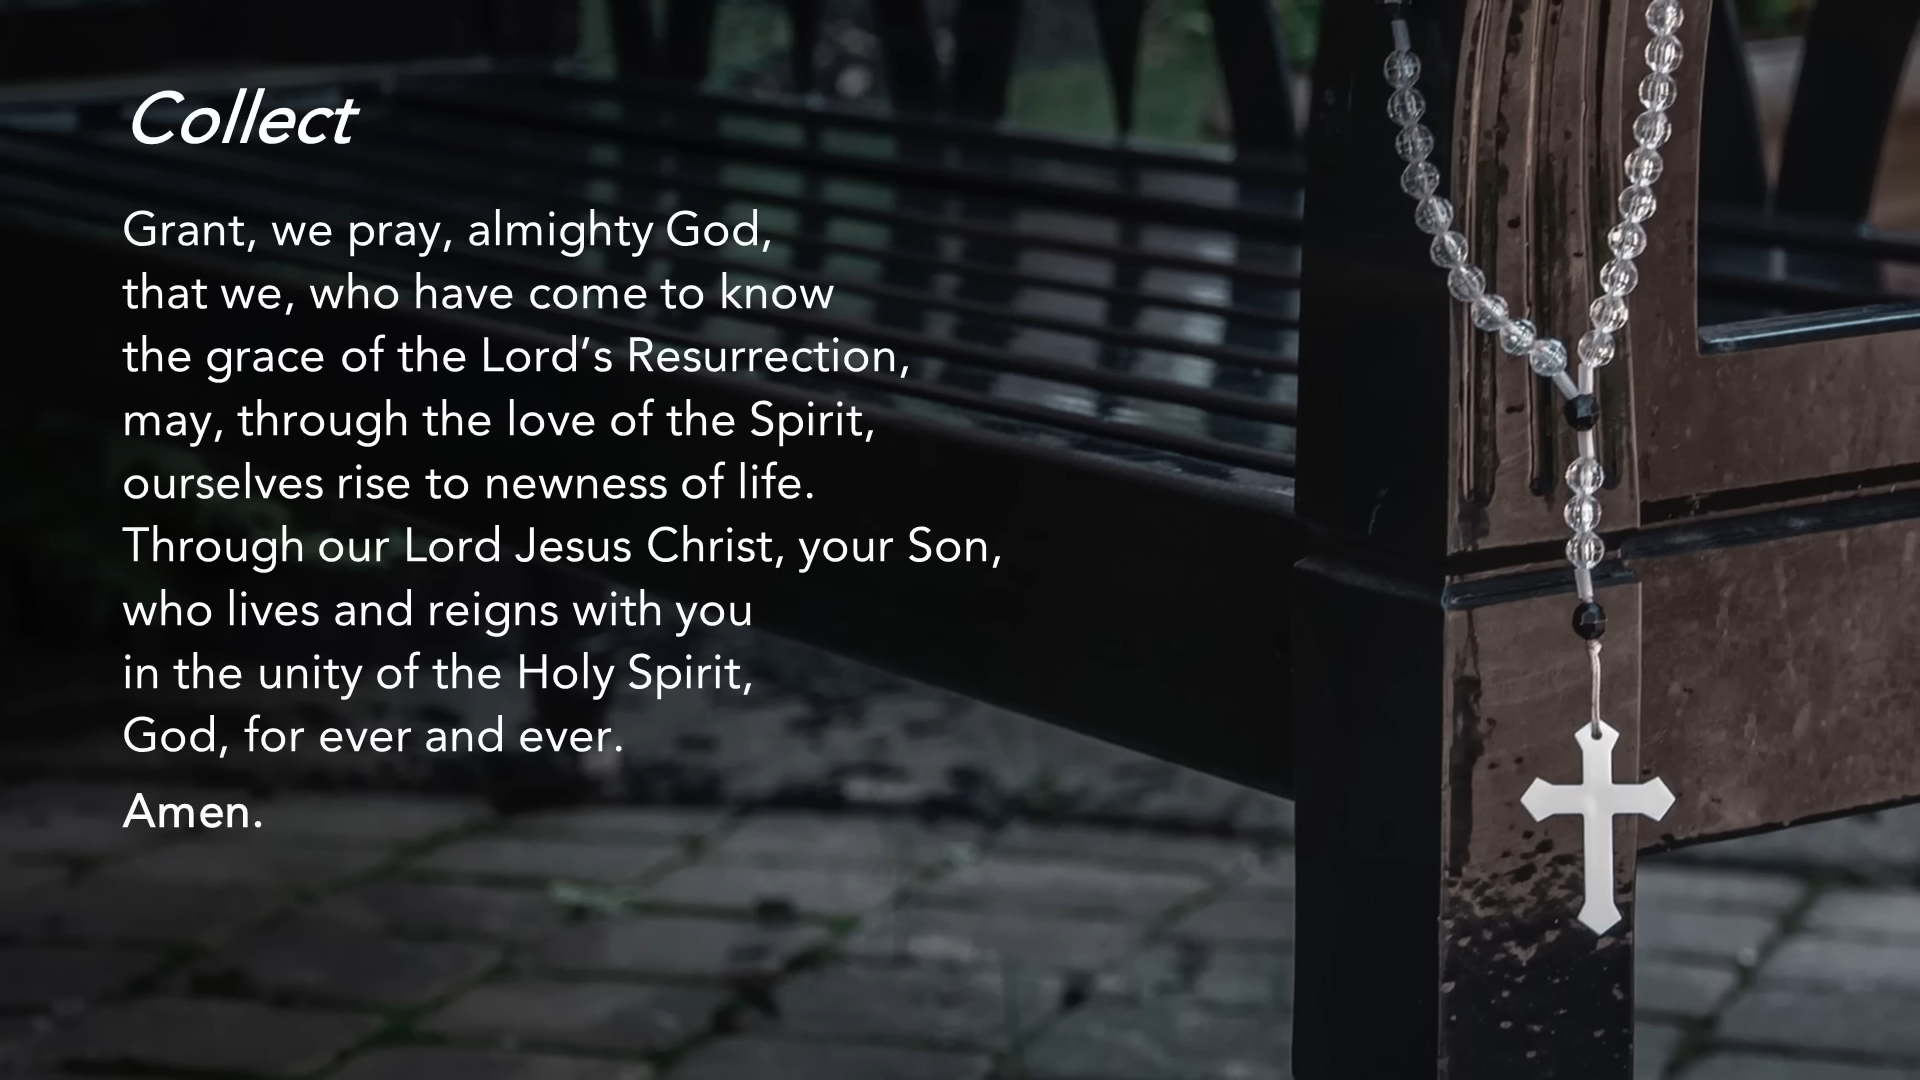 Collect
Grant, we pray, almighty God,
that we, who have come to know
the grace of the Lord’s Resurrection,
may, through the love of the Spirit,
ourselves rise to newness of life.
Through our Lord Jesus Christ, your Son,
who lives and reigns with you
in the unity of the Holy Spirit,
God, for ever and ever.
Amen.